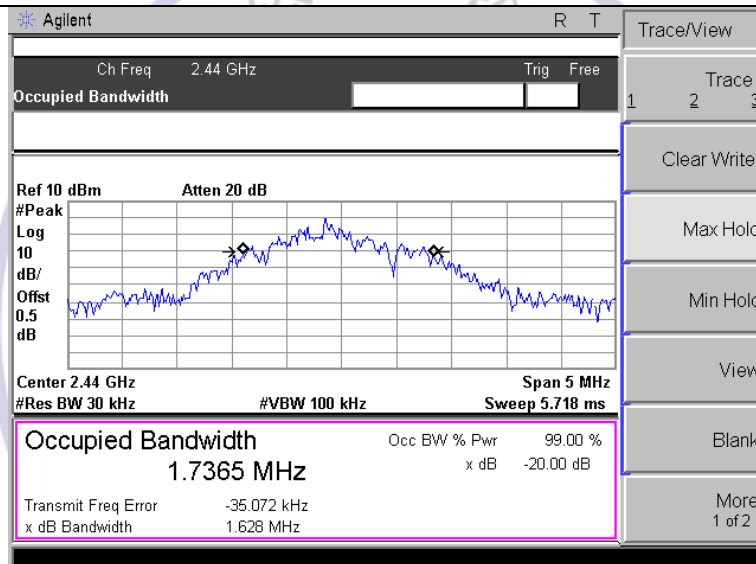 Agilent R T
Trace/View
Ch Freq 2.44 GHz Trig Free
Occupied Bandwidth
Trace
1 2 3
Clear Write
Max Hold
Min Hold
View
Blank
More
1 of 2
Ref 10 dBm Atten 20 dB
#Peak
Log
10
dB/
Offst
0.5
dB
Center 2.44 GHz Span 5 MHz
#Res BW 30 kHz #VBW 100 kHz Sweep 5.718 ms
Occupied Bandwidth Occ BW % Pwr 99.00 %
1.7365 MHz x dB -20.00 dB
Transmit Freq Error -35.072 kHz
x dB Bandwidth 1.628 MHz